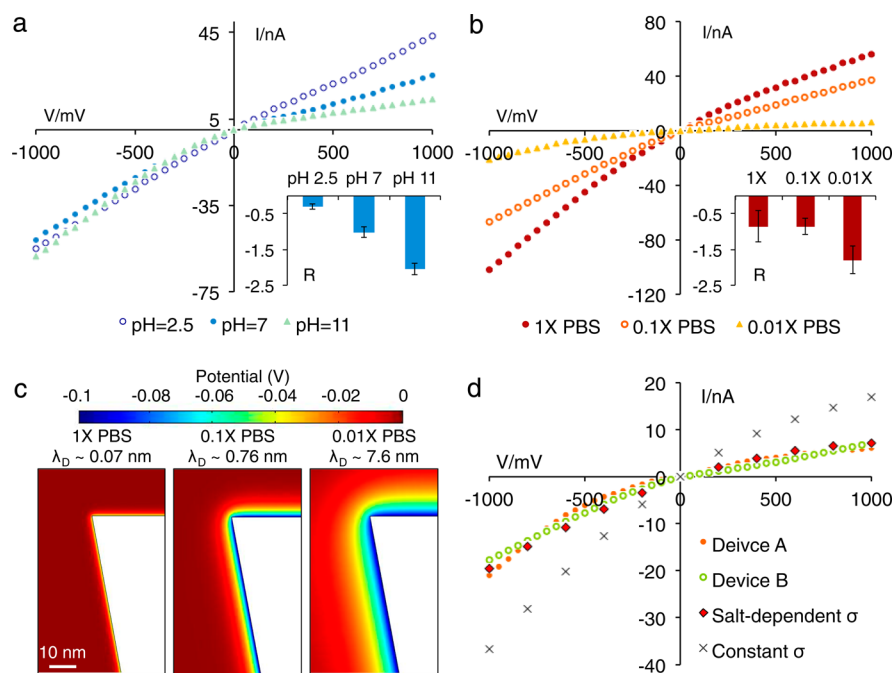 a
I/nA
45
V/mV
5
-1000
-500
0
500
1000
-35
-75
pH 2.5 pH 7 pH 11
-0.5
-1.5
-2.5
R
pH=2.5 pH=7 pH=11
b
I/nA
80
40
V/mV
0
-1000
-500
0
500
1000
-40
-80
-120
1X 0.1X 0.01X
-0.5
-1.5
-2.5
R
1X PBS 0.1X PBS 0.01X PBS
c
Potential (V)
-0.1 -0.08 -0.06 -0.04 -0.02 0
1X PBS 0.1X PBS 0.01X PBS
λD ~ 0.07 nm λD ~ 0.76 nm λD ~ 7.6 nm
10 nm
d
I/nA
20
10
V/mV
0
-1000
-500
0
500
1000
-10
-20
-30
-40
Deivce A
Device B
Salt-dependent σ
Constant σ